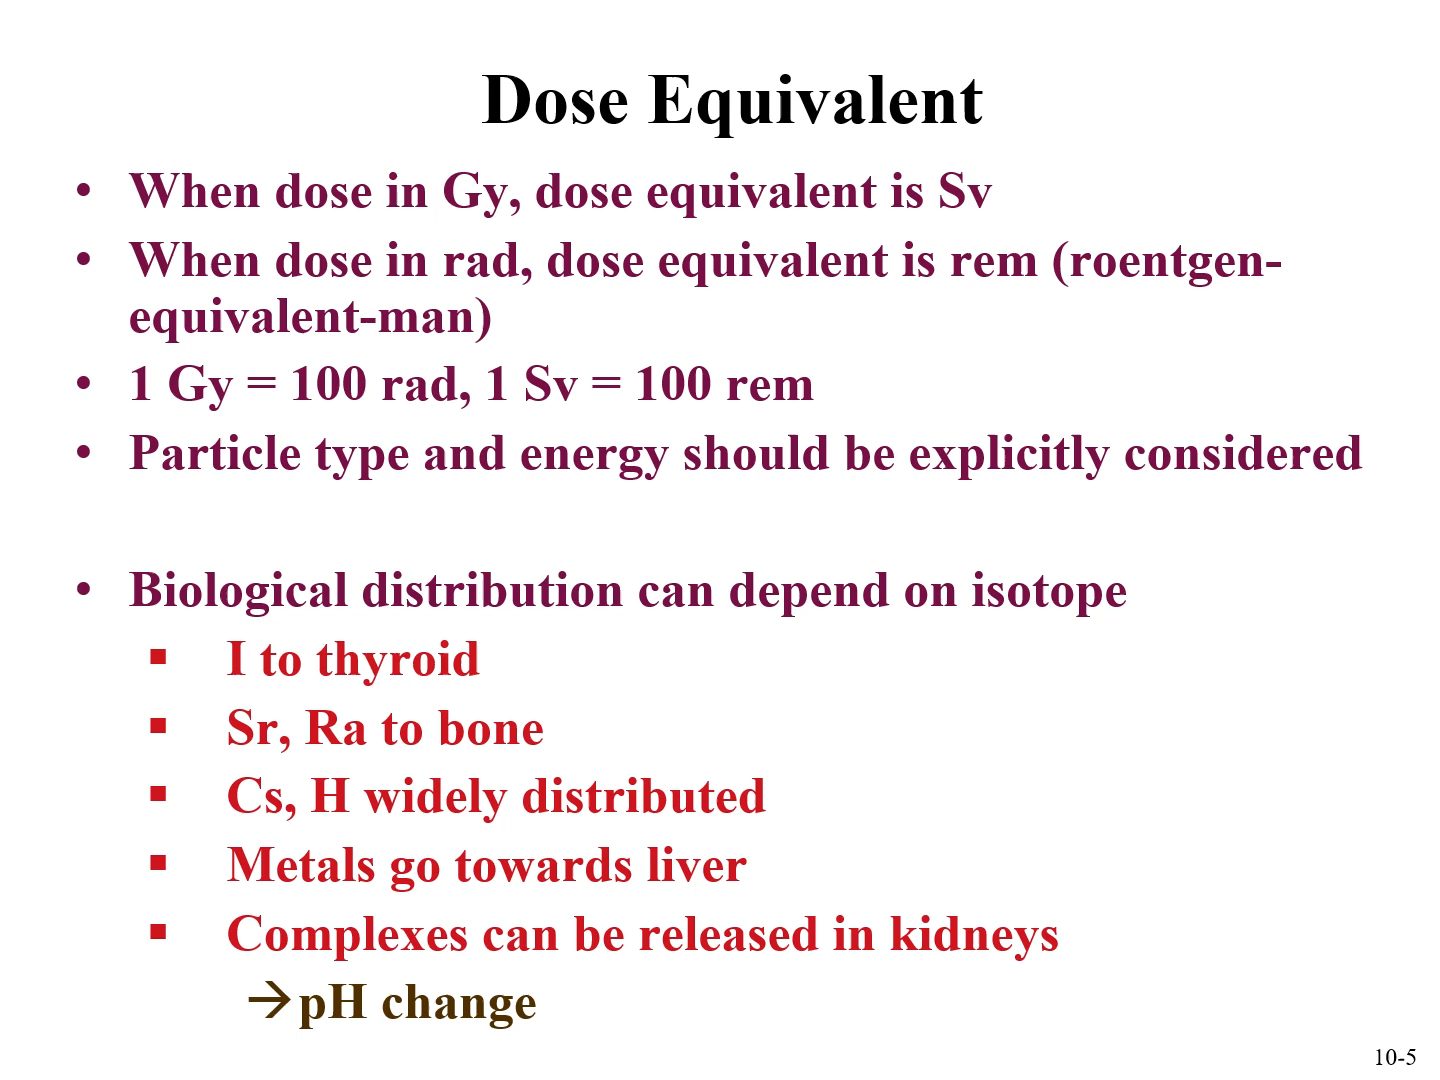 Dose Equivalent
• When dose in Gy, dose equivalent is Sv
• When dose in rad, dose equivalent is rem (roentgen-
equivalent-man)
• 1 Gy = 100 rad, 1 Sv = 100 rem
• Particle type and energy should be explicitly considered
• Biological distribution can depend on isotope
▪ I to thyroid
▪ Sr, Ra to bone
▪ Cs, H widely distributed
▪ Metals go towards liver
▪ Complexes can be released in kidneys
→pH change
10-5